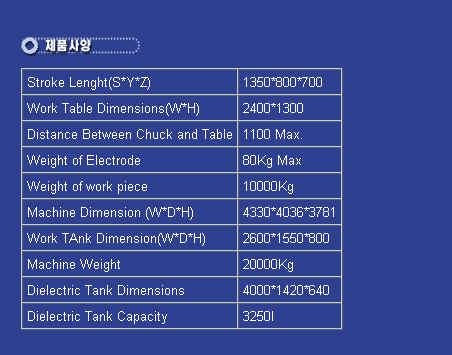 제품사양
Stroke Lenght(S*Y*Z) 1350*800*700
Work Table Dimensions(W*H) 2400*1300
Distance Between Chuck and Table 1100 Max.
Weight of Electrode 80Kg Max
Weight of work piece 10000Kg
Machine Dimension (W*D*H) 4330*4036*3781
Work TAnk Dimension(W*D*H) 2600*1550*800
Machine Weight 20000Kg
Dielectric Tank Dimensions 4000*1420*640
Dielectric Tank Capacity 3250l